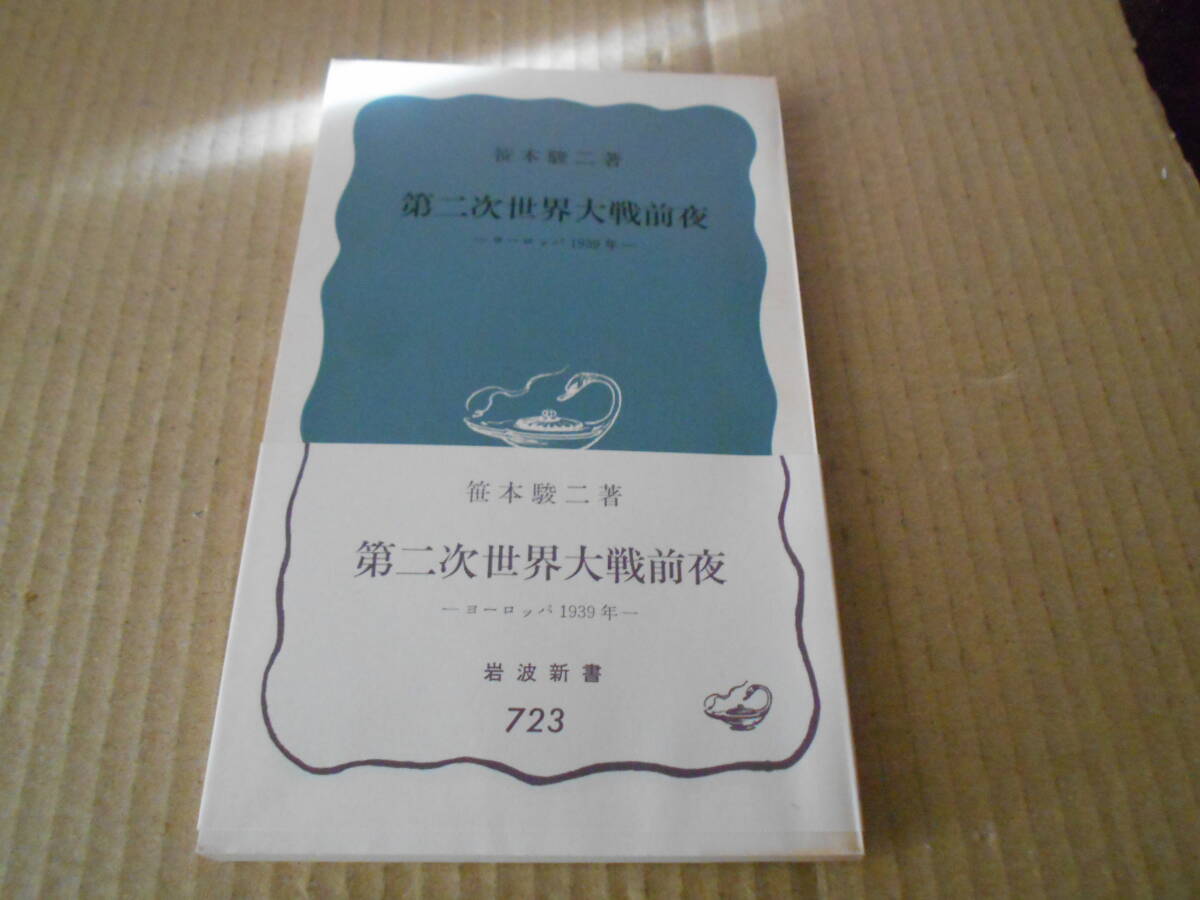 笹本駿二著
第二次世界大戦前夜
―ヨーロッパ1939年―
笹本駿二著
第二次世界大戦前夜
―ヨーロッパ1939年―
岩波新書
723